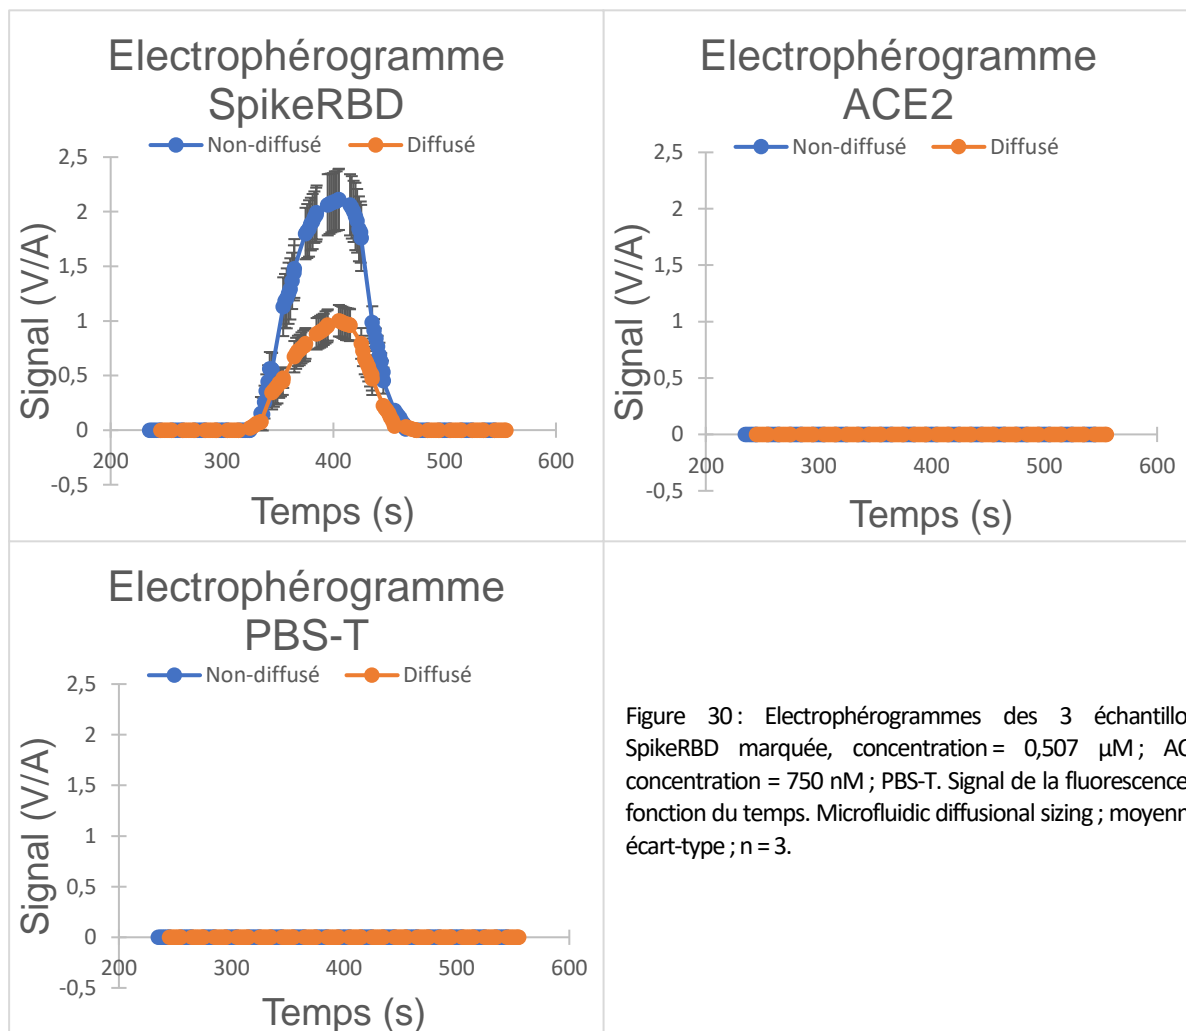 Electrophérogramme
SpikeRBD
Non-diffusé Diffusé
2,5
2
1,5
1
0,5
0
-0,5
200 300 400 500 600
Signal (V/A)
Temps (s)
Electrophérogramme
ACE2
Non-diffusé Diffusé
2,5
2
1,5
1
0,5
0
-0,5
200 300 400 500 600
Signal (V/A)
Temps (s)
Electrophérogramme
PBS-T
Non-diffusé Diffusé
2,5
2
1,5
1
0,5
0
-0,5
200 300 400 500 600
Signal (V/A)
Temps (s)
Figure 30 : Electrophérogrammes des 3 échantillo
SpikeRBD marquée, concentration = 0,507 µM ; AC
concentration = 750 nM ; PBS-T. Signal de la fluorescence
fonction du temps. Microfluidic diffusional sizing ; moyenn
écart-type ; n = 3.